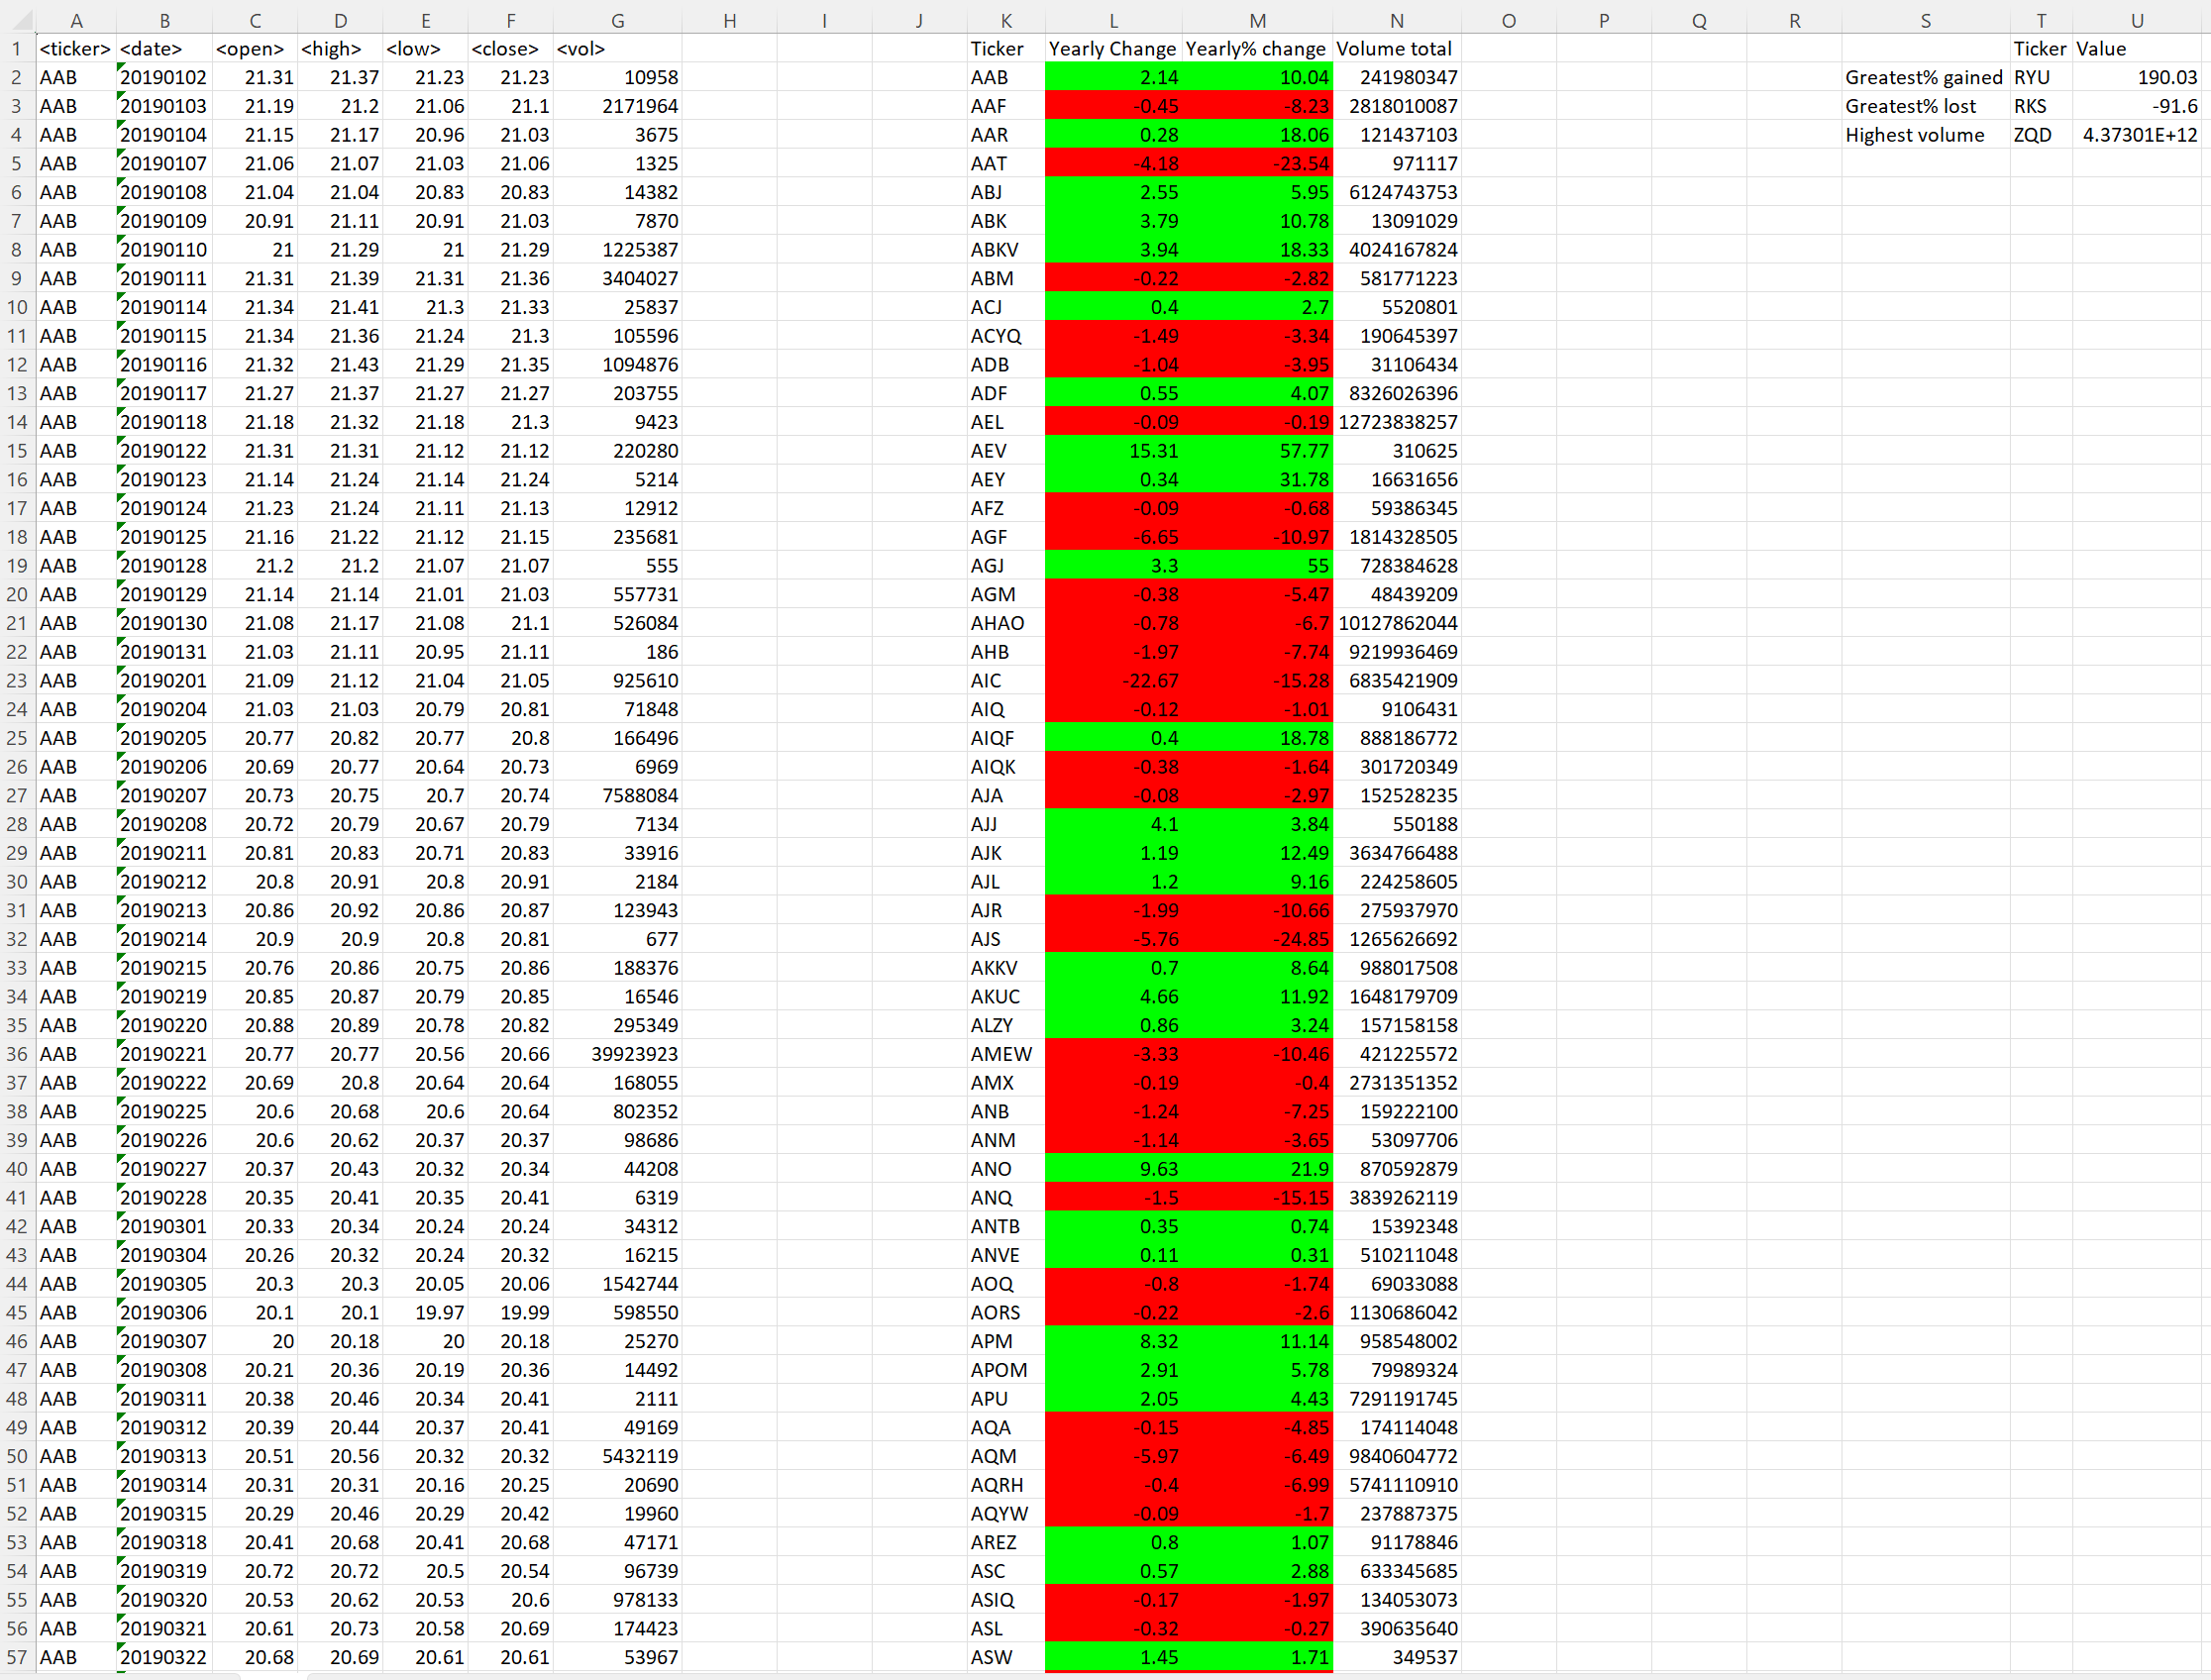 A B C D E F G H I J K L M N O P Q R S T U
1 <ticker> <date> <open> <high> <low> <close> <vol> Ticker Yearly Change Yearly% change Volume total Ticker Value
2 AAB 20190102 21.31 21.37 21.23 21.23 10958 AAB 2.14 10.04 241980347 Greatest% gained RYU 190.03
3 AAB 20190103 21.19 21.2 21.06 21.1 2171964 AAF -0.45 -8.23 2818010087 Greatest% lost RKS -91.6
4 AAB 20190104 21.15 21.17 20.96 21.03 3675 AAR 0.28 18.06 121437103 Highest volume ZQD 4.37301E+12
5 AAB 20190107 21.06 21.07 21.03 21.06 1325 AAT -4.18 -23.54 971117
6 AAB 20190108 21.04 21.04 20.83 20.83 14382 ABJ 2.55 5.95 6124743753
7 AAB 20190109 20.91 21.11 20.91 21.03 7870 ABK 3.79 10.78 13091029
8 AAB 20190110 21 21.29 21 21.29 1225387 ABKV 3.94 18.33 4024167824
9 AAB 20190111 21.31 21.39 21.31 21.36 3404027 ABM -0.22 -2.82 581771223
10 AAB 20190114 21.34 21.41 21.3 21.33 25837 ACJ 0.4 2.7 5520801
11 AAB 20190115 21.34 21.36 21.24 21.3 105596 ACYQ -1.49 -3.34 190645397
12 AAB 20190116 21.32 21.43 21.29 21.35 1094876 ADB -1.04 -3.95 31106434
13 AAB 20190117 21.27 21.37 21.27 21.27 203755 ADF 0.55 4.07 8326026396
14 AAB 20190118 21.18 21.32 21.18 21.3 9423 AEL -0.09 -0.19 12723838257
15 AAB 20190122 21.31 21.31 21.12 21.12 220280 AEV 15.31 57.77 310625
16 AAB 20190123 21.14 21.24 21.14 21.24 5214 AEY 0.34 31.78 16631656
17 AAB 20190124 21.23 21.24 21.11 21.13 12912 AFZ -0.09 -0.68 59386345
18 AAB 20190125 21.16 21.22 21.12 21.15 235681 AGF -6.65 -10.97 1814328505
19 AAB 20190128 21.2 21.2 21.07 21.07 555 AGJ 3.3 55 728384628
20 AAB 20190129 21.14 21.14 21.01 21.03 557731 AGM -0.38 -5.47 48439209
21 AAB 20190130 21.08 21.17 21.08 21.1 526084 AHAO -0.78 -6.7 10127862044
22 AAB 20190131 21.03 21.11 20.95 21.11 186 AHB -1.97 -7.74 9219936469
23 AAB 20190201 21.09 21.12 21.04 21.05 925610 AIC -22.67 -15.28 6835421909
24 AAB 20190204 21.03 21.03 20.79 20.81 71848 AIQ -0.12 -1.01 9106431
25 AAB 20190205 20.77 20.82 20.77 20.8 166496 AIQF 0.4 18.78 888186772
26 AAB 20190206 20.69 20.77 20.64 20.73 6969 AIQK -0.38 -1.64 301720349
27 AAB 20190207 20.73 20.75 20.7 20.74 7588084 AJA -0.08 -2.97 152528235
28 AAB 20190208 20.72 20.79 20.67 20.79 7134 AJJ 4.1 3.84 550188
29 AAB 20190211 20.81 20.83 20.71 20.83 33916 AJK 1.19 12.49 3634766488
30 AAB 20190212 20.8 20.91 20.8 20.91 2184 AJL 1.2 9.16 224258605
31 AAB 20190213 20.86 20.92 20.86 20.87 123943 AJR -1.99 -10.66 275937970
32 AAB 20190214 20.9 20.9 20.8 20.81 677 AJS -5.76 -24.85 1265626692
33 AAB 20190215 20.76 20.86 20.75 20.86 188376 AKKV 0.7 8.64 988017508
34 AAB 20190219 20.85 20.87 20.79 20.85 16546 AKUC 4.66 11.92 1648179709
35 AAB 20190220 20.88 20.89 20.78 20.82 295349 ALZY 0.86 3.24 157158158
36 AAB 20190221 20.77 20.77 20.56 20.66 39923923 AMEW -3.33 -10.46 421225572
37 AAB 20190222 20.69 20.8 20.64 20.64 168055 AMX -0.19 -0.4 2731351352
38 AAB 20190225 20.6 20.68 20.6 20.64 802352 ANB -1.24 -7.25 159222100
39 AAB 20190226 20.6 20.62 20.37 20.37 98686 ANM -1.14 -3.65 53097706
40 AAB 20190227 20.37 20.43 20.32 20.34 44208 ANO 9.63 21.9 870592879
41 AAB 20190228 20.35 20.41 20.35 20.41 6319 ANQ -1.5 -15.15 3839262119
42 AAB 20190301 20.33 20.34 20.24 20.24 34312 ANTB 0.35 0.74 15392348
43 AAB 20190304 20.26 20.32 20.24 20.32 16215 ANVE 0.11 0.31 510211048
44 AAB 20190305 20.3 20.3 20.05 20.06 1542744 AOQ -0.8 -1.74 69033088
45 AAB 20190306 20.1 20.1 19.97 19.99 598550 AORS -0.22 -2.6 1130686042
46 AAB 20190307 20 20.18 20 20.18 25270 APM 8.32 11.14 958548002
47 AAB 20190308 20.21 20.36 20.19 20.36 14492 APOM 2.91 5.78 79989324
48 AAB 20190311 20.38 20.46 20.34 20.41 2111 APU 2.05 4.43 7291191745
49 AAB 20190312 20.39 20.44 20.37 20.41 49169 AQA -0.15 -4.85 174114048
50 AAB 20190313 20.51 20.56 20.32 20.32 5432119 AQM -5.97 -6.49 9840604772
51 AAB 20190314 20.31 20.31 20.16 20.25 20690 AQRH -0.4 -6.99 5741110910
52 AAB 20190315 20.29 20.46 20.29 20.42 19960 AQYW -0.09 -1.7 237887375
53 AAB 20190318 20.41 20.68 20.41 20.68 47171 AREZ 0.8 1.07 91178846
54 AAB 20190319 20.72 20.72 20.5 20.54 96739 ASC 0.57 2.88 633345685
55 AAB 20190320 20.53 20.62 20.53 20.6 978133 ASIQ -0.17 -1.97 134053073
56 AAB 20190321 20.61 20.73 20.58 20.69 174423 ASL -0.32 -0.27 390635640
57 AAB 20190322 20.68 20.69 20.61 20.61 53967 ASW 1.45 1.71 349537